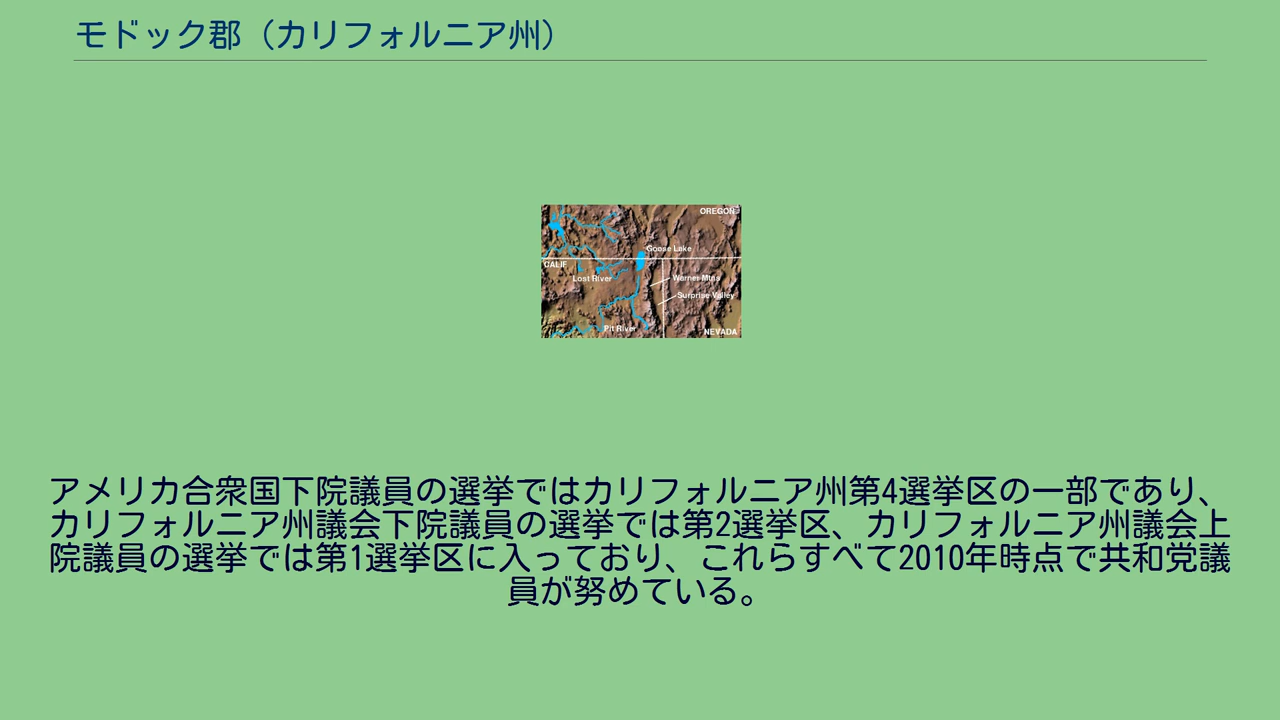 モドック郡（カリフォルニア州）
OREGON
Goose Lake
CALIF
Lost River
Warner Mtns
Surprise Valley
Pit River
NEVADA
アメリカ合衆国下院議員の選挙ではカリフォルニア州第4選挙区の一部であり、
カリフォルニア州議会下院議員の選挙では第2選挙区、カリフォルニア州議会上
院議員の選挙では第1選挙区に入っており、これらすべて2010年時点で共和党議
員が努めている。